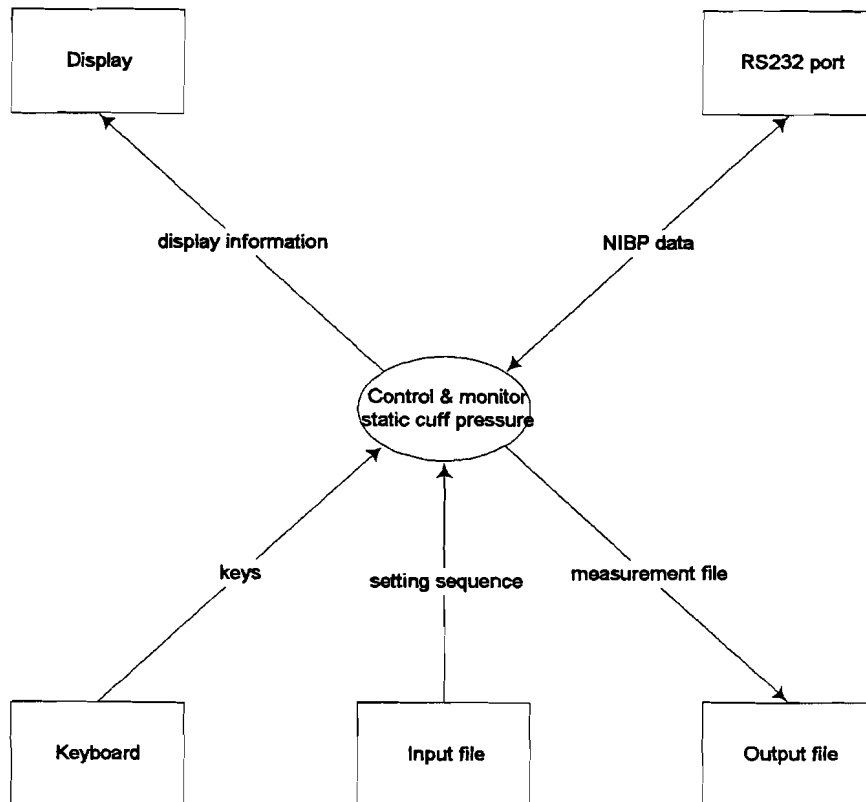 Display
RS232 port
display information
NIBP data
Control & monitor
static cuff pressure
keys
setting sequence
measurement file
Keyboard
Input file
Output file